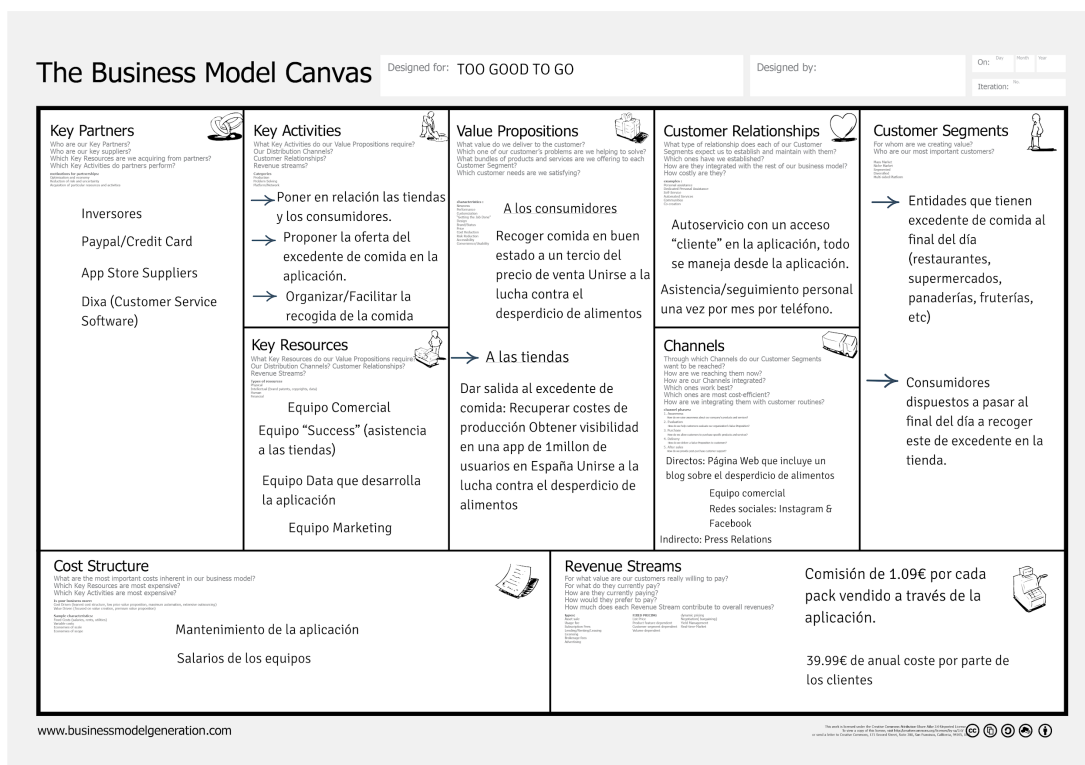 The Business Model Canvas
Designed for: TOO GOOD TO GO
Designed by:
On:
Day
Month
Year
Iteration:
No
Key Partners
Who are our Key Partners?
Who are our key suppliers?
Which Key Resources are we acquiring from partners?
Which Key Activities do partners perform?
Inversores
Paypal/Credit Card
App Store Suppliers
Dixa (Customer Service
Software)
Key Activities
What Key Activities do our Value Propositions require?
Our Distribution Channels?
Customer Relationships?
Revenue streams?
Poner en relación las tiendas
y los consumidores.
Proponer la oferta del
excedente de comida en la
aplicación.
Organizar/Facilitar la
recogida de la comida
Key Resources
What Key Resources do our Value Propositions require?
Our Distribution Channels? Customer Relationships?
Revenue Streams?
Equipo Comercial
Equipo “Success” (asistencia
a las tiendas)
Equipo Data que desarrolla
la aplicación
Equipo Marketing
Value Propositions
What value do we deliver to the customer?
Which one of our customer's problems are we helping to solve?
What bundles of products and services are we offering to each
Customer Segment?
Which customer needs are we satisfying?
A los consumidores
Recoger comida en buen
estado a un tercio del
precio de venta Unirse a la
lucha contra el
desperdicio de alimentos
A las tiendas
Dar salida al excedente de
comida: Recuperar costes de
producción Obtener visibilidad
en una app de 1millon de
usuarios en España Unirse a la
lucha contra el desperdicio de
alimentos
Customer Relationships
What type of relationship does each of our Customer
Segments expect us to establish and maintain with them?
Which ones have we established?
How are they integrated with the rest of our business model?
How costly are they?
Autoservicio con un acceso
“cliente” en la aplicación, todo
se maneja desde la aplicación.
Asistencia/seguimiento personal
una vez por mes por teléfono.
Channels
Through which Channels do our Customer Segments
want to be reached?
How are we reaching them now?
How are our Channels integrated?
Which ones work best?
Which ones are most cost-efficient?
How are we integrating them with customer routines?
Directos: Página Web que incluye un
blog sobre el desperdicio de alimentos
Equipo comercial
Redes sociales: Instagram &
Facebook
Indirecto: Press Relations
Customer Segments
For whom are we creating value?
Who are our most important customers?
Entidades que tienen
excedente de comida al
final del día
(restaurantes,
supermercados,
panaderías, fruterías,
etc)
Consumidores
dispuestos a pasar al
final del día a recoger
este de excedente en la
tienda.
Cost Structure
What are the most important costs inherent in our business model?
Which Key Resources are most expensive?
Which Key Activities are most expensive?
Mantenimiento de la aplicación
Salarios de los equipos
Revenue Streams
For what value are our customers really willing to pay?
For what do they currently pay?
How are they currently paying?
How would they prefer to pay?
How much does each Revenue Stream contribute to overall revenues?
Comisión de 1.09€ por cada
pack vendido a través de la
aplicación.
39.99€ de anual coste por parte de
los clientes
www.businessmodelgeneration.com